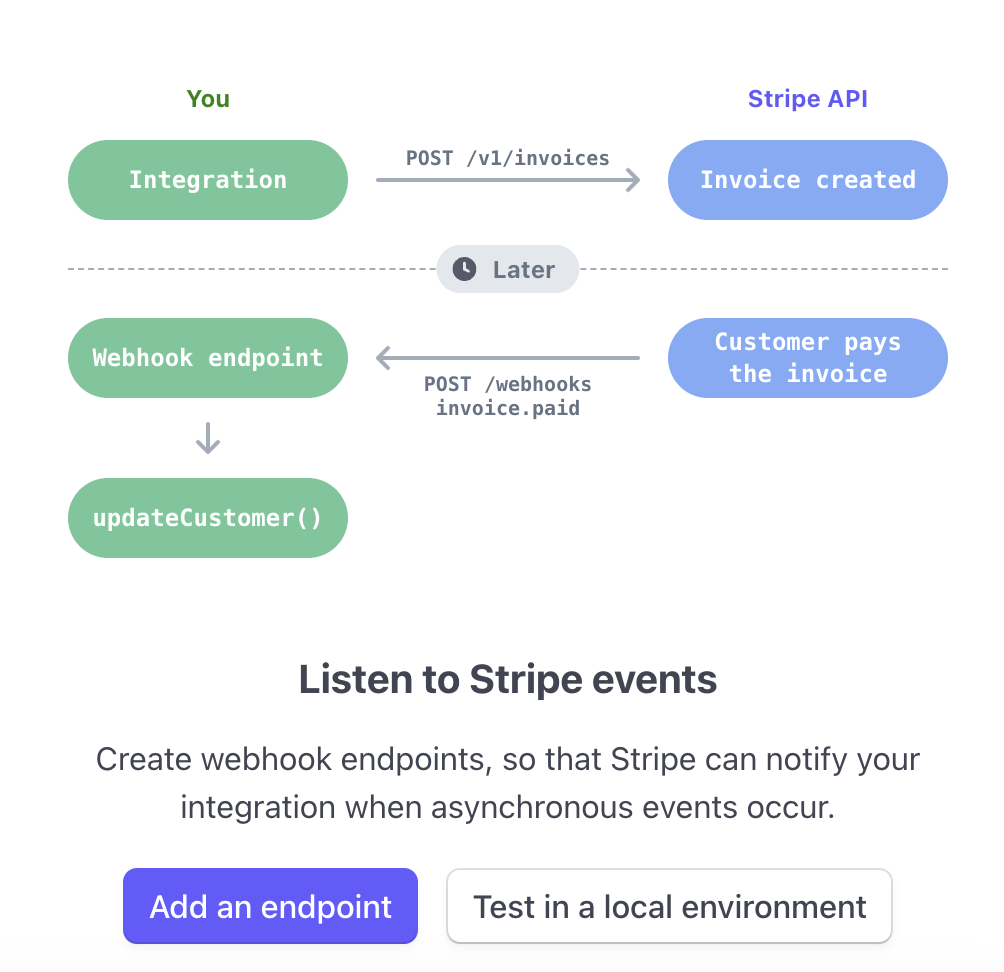 You
Stripe API
Integration
POST /v1/invoices
Invoice created
Later
Webhook endpoint
POST /webhooks
invoice.paid
Customer pays
the invoice
updateCustomer()
Listen to Stripe events
Create webhook endpoints, so that Stripe can notify your
integration when asynchronous events occur.
Add an endpoint
Test in a local environment